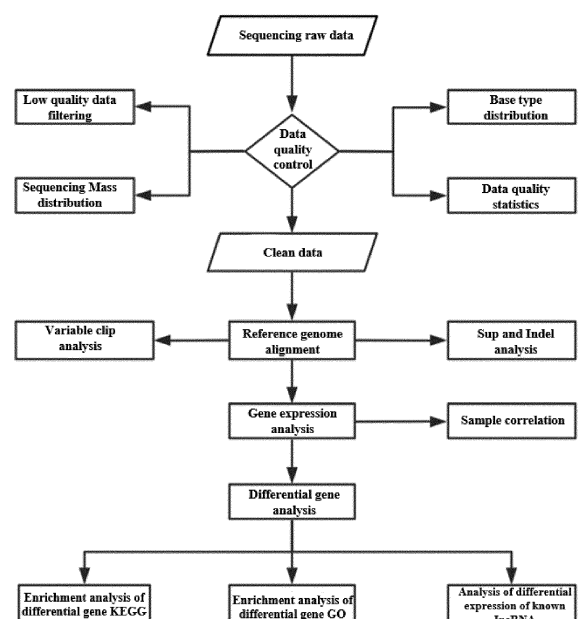 Sequencing raw data
Low quality data
filtering
Base type
distribution
Data
quality
control
Sequencing Mass
distribution
Data quality
statistics
Clean data
Variable clip
analysis
Reference genome
alignment
Sup and Indel
analysis
Gene expression
analysis
Sample correlation
Differential gene
analysis
Enrichment analysis of
differential gene KEGG
Enrichment analysis of
differential gene GO
Analysis of differential
expression of known